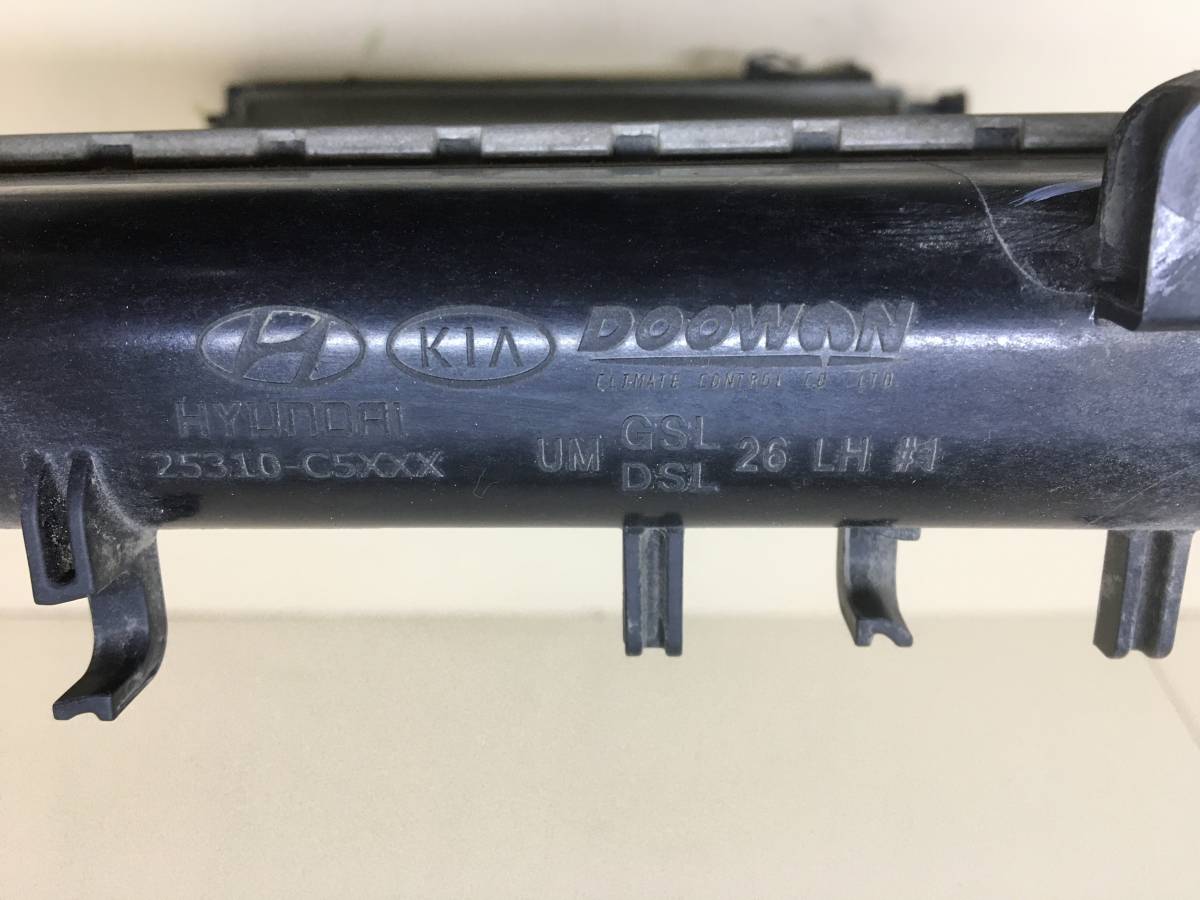 H KIA DOOWON
CLIMATE CONTROL CO LTD.
HYUNDAI
25310-C5XXX UM GSL DSL 26 LH #1